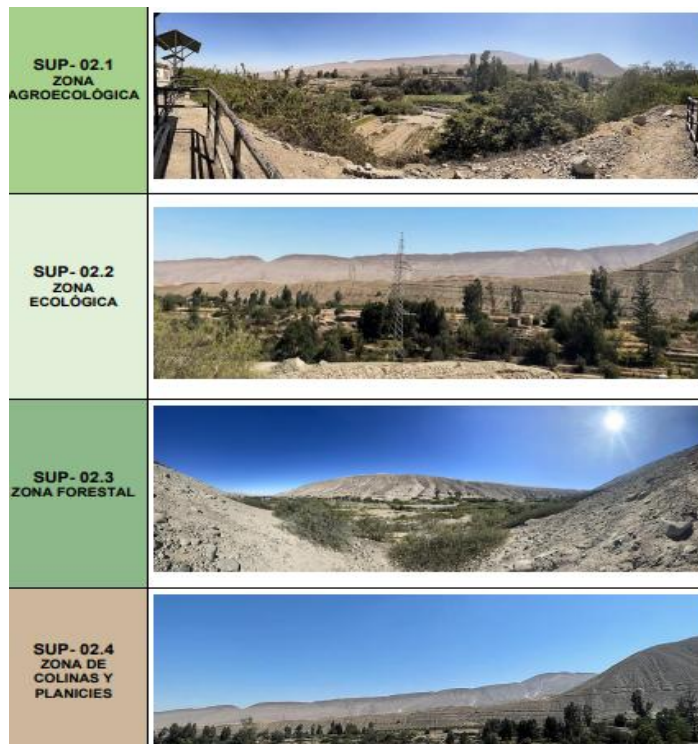 SUP- 02.1
ZONA
AGROECOLÓGICA
SUP- 02.2
ZONA
ECOLÓGICA
SUP- 02.3
ZONA FORESTAL
SUP- 02.4
ZONA DE
COLINAS Y
PLANICIES